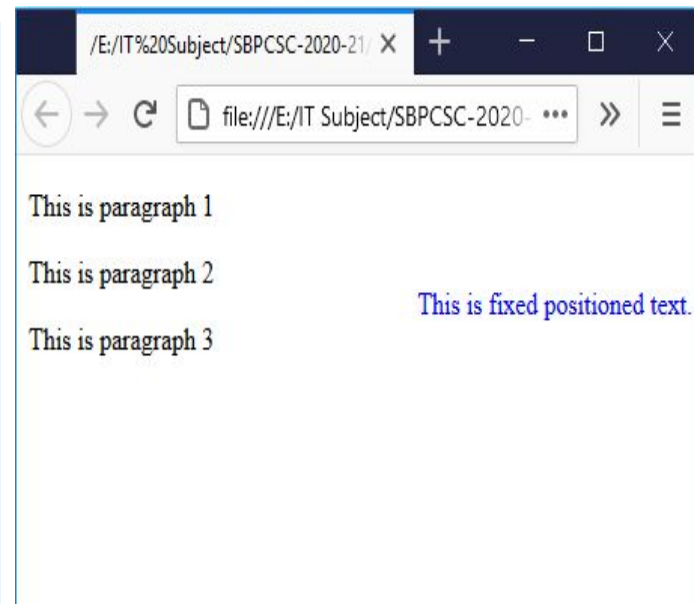 /E:/IT%20Subject/SBPCSC-2020-21/
file:///E:/IT Subject/SBPCSC-2020-
This is paragraph 1
This is paragraph 2
This is fixed positioned text.
This is paragraph 3